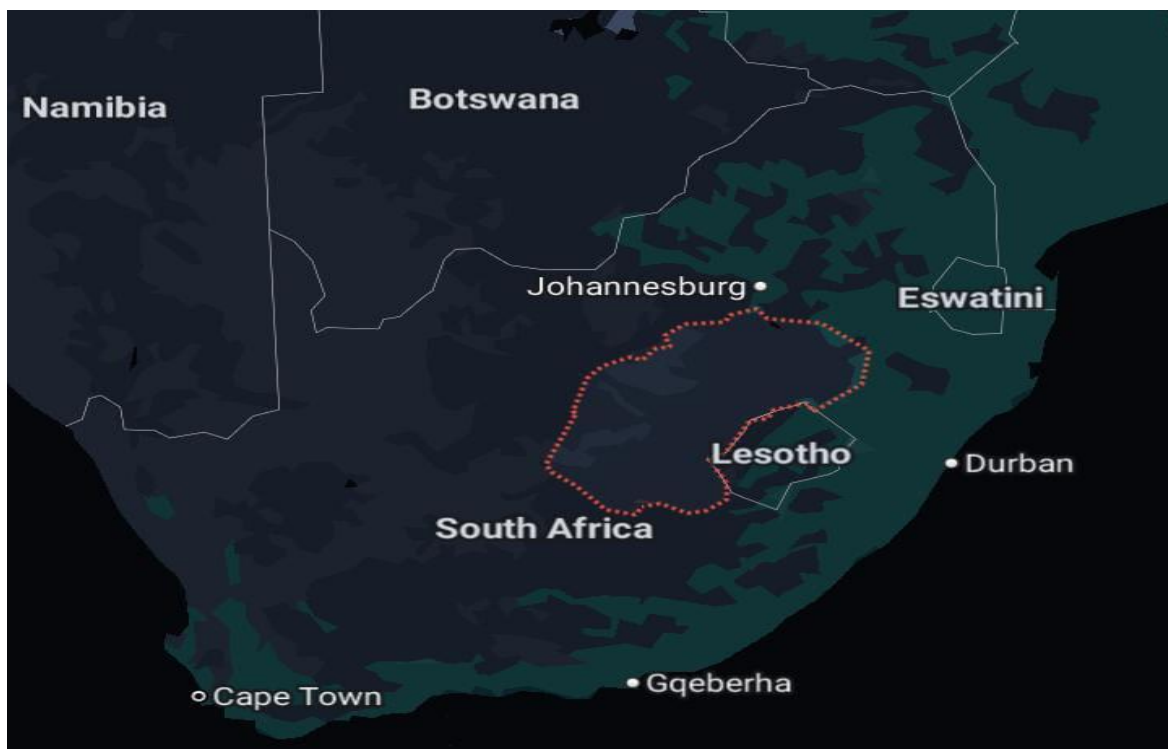 Namibia
Botswana
Johannesburg
Eswatini
Lesotho
Durban
South Africa
Gqeberha
Cape Town